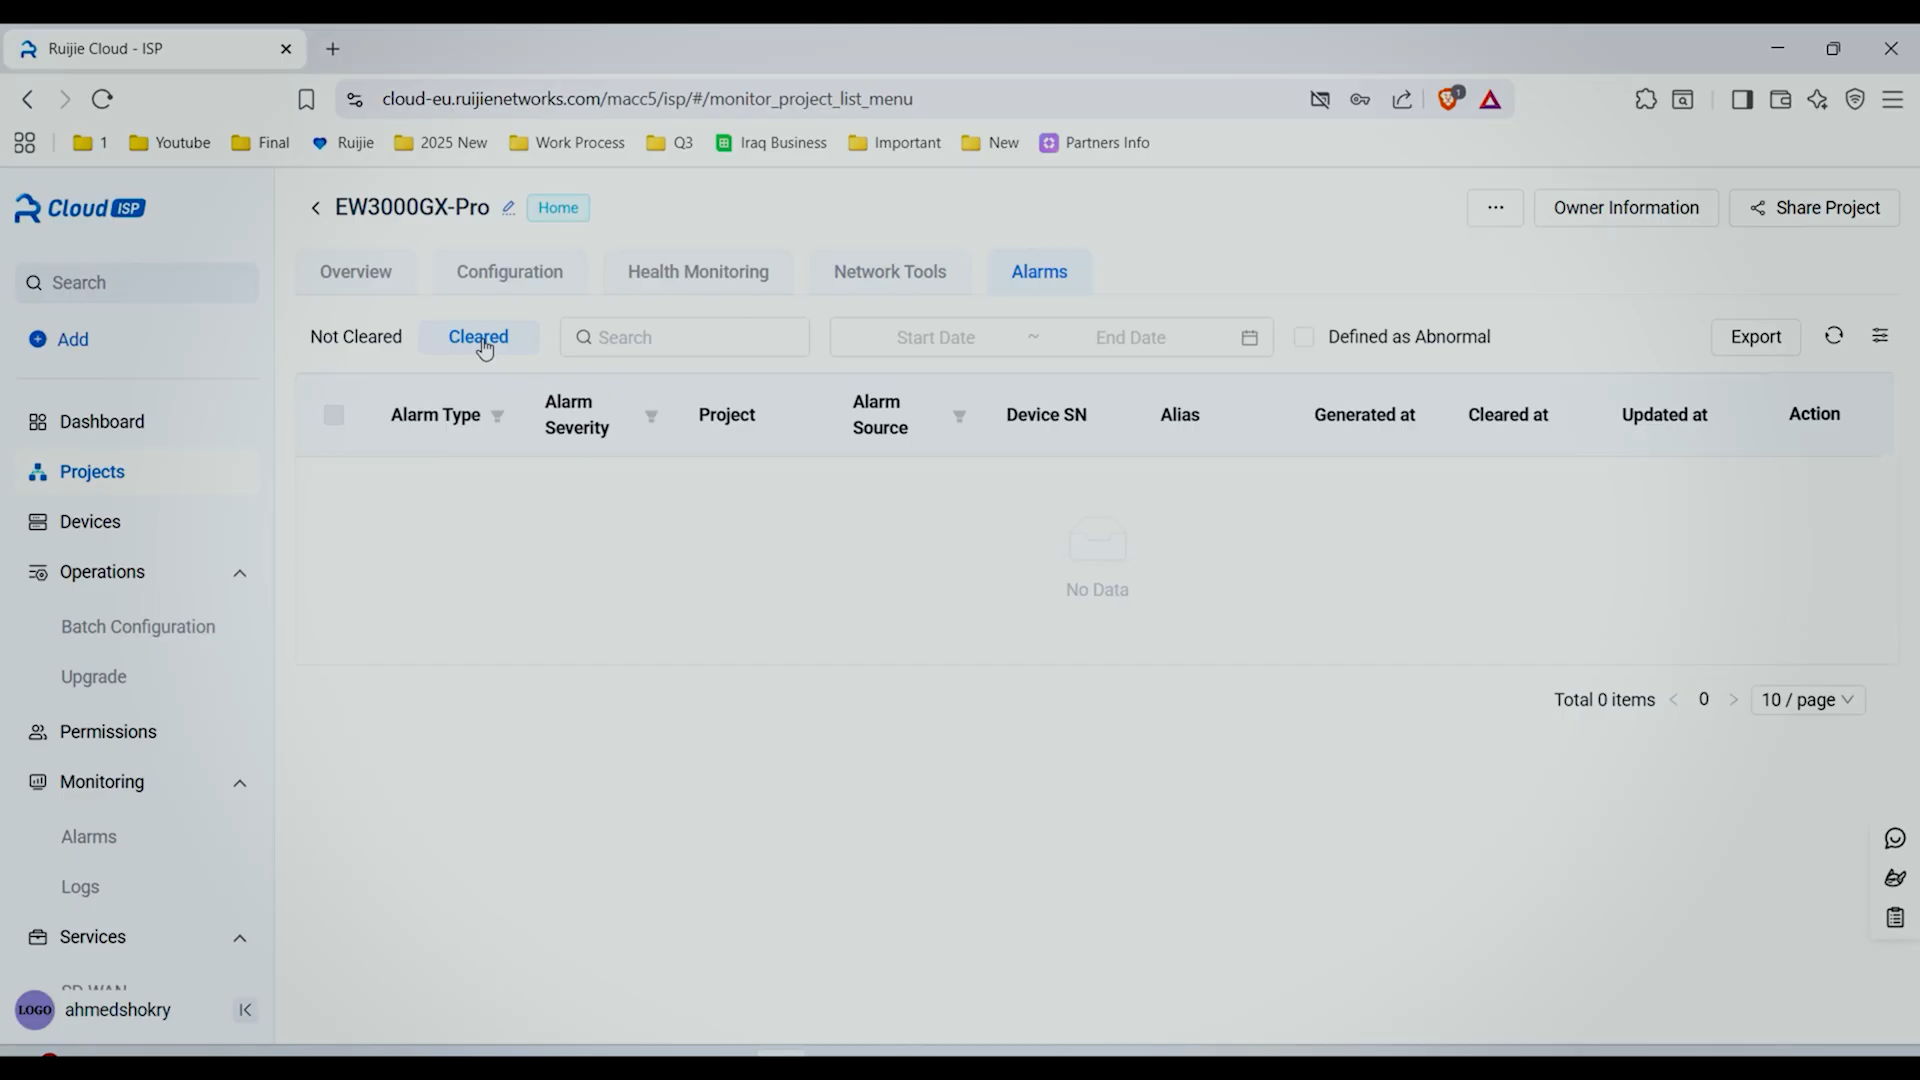 Ruijie Cloud - ISP
cloud-eu.ruijienetworks.com/macc5/isp/#/monitor_project_list_menu
1
1 Youtube Final Ruijie 2025 New Work Process Q3 Iraq Business Important New Partners Info
Cloud ISP
EW3000GX-Pro Home ... Owner Information Share Project
Search
Add
Dashboard
Projects
Devices
Operations
Batch Configuration
Upgrade
Permissions
Monitoring
Alarms
Logs
Services
SD-WAN
LOGO ahmedshokry
Overview Configuration Health Monitoring Network Tools Alarms
Not Cleared Cleared Search Start Date ~ End Date Defined as Abnormal Export
Alarm Type Alarm Severity Project Alarm Source Device SN Alias Generated at Cleared at Updated at Action
No Data
Total 0 items < 0 > 10 / page